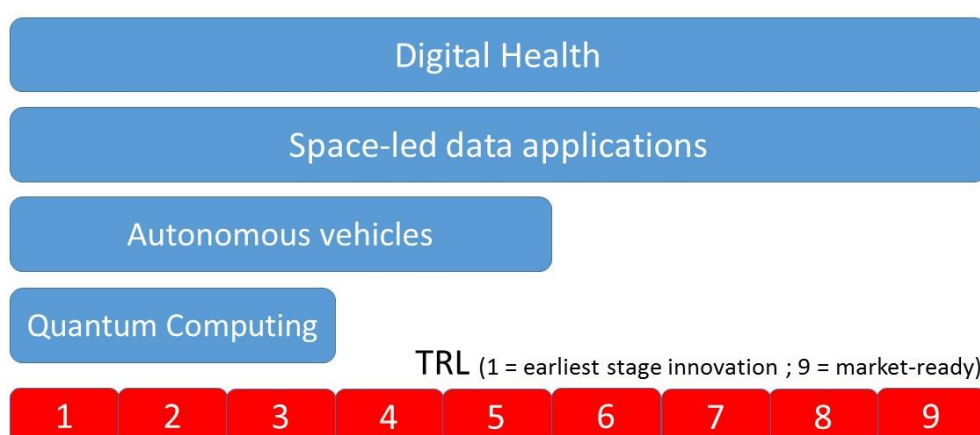 Digital Health
Space-led data applications
Autonomous vehicles
Quantum Computing
TRL (1 = earliest stage innovation ; 9 = market-ready)
1 2 3 4 5 6 7 8 9